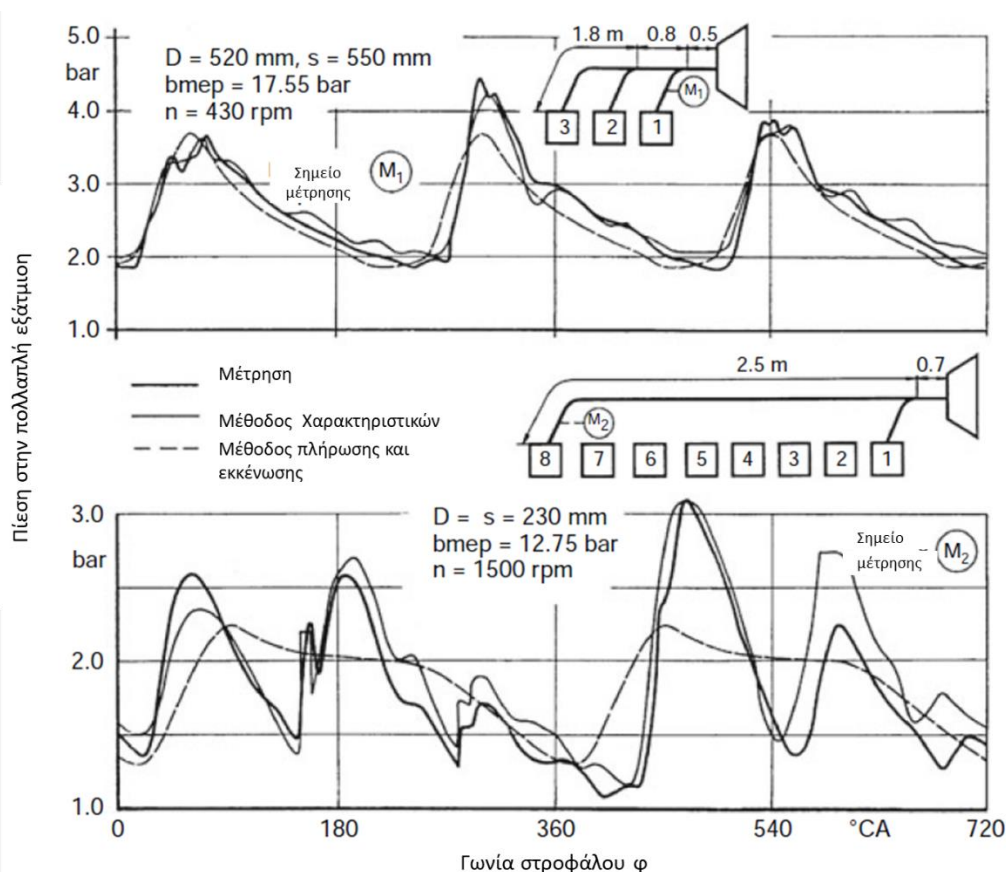 Πίεση στην πολλαπλή εξάτμιση
5.0
bar
4.0
3.0
2.0
1.0
D = 520 mm, s = 550 mm
bmep = 17.55 bar
n = 430 rpm
1.8 m
0.8
0.5
M1
3
2
1
Σημείο
μέτρησης
M1
Μέτρηση
Μέθοδος Χαρακτηριστικών
Μέθοδος πλήρωσης και
εκκένωσης
2.5 m
0.7
M2
8
7
6
5
4
3
2
1
3.0
bar
2.0
1.0
D = s = 230 mm
bmep = 12.75 bar
n = 1500 rpm
Σημείο
μέτρησης
M2
0
180
360
540
°CA
720
Γωνία στροφάλου φ